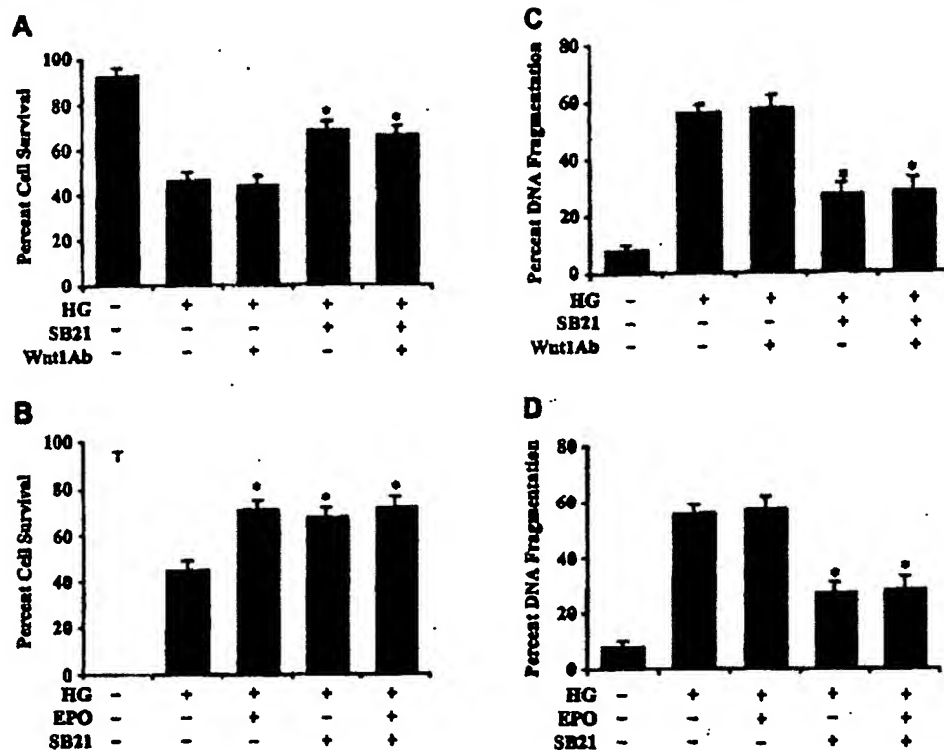 A
Percent Cell Survival
100
80
60
40
20
0
* *
HG - + + + +
SB21 - - - + +
Wnt1Ab - - + - +
C
Percent DNA Fragmentation
80
60
40
20
0
* *
HG - + + + +
SB21 - - - + +
Wnt1Ab - - + - +
B
Percent Cell Survival
100
80
60
40
20
0
* * *
HG - + + + +
EPO - - + - +
SB21 - - - + +
D
Percent DNA Fragmentation
80
60
40
20
0
* *
HG - + + + +
EPO - - + - +
SB21 - - - + +